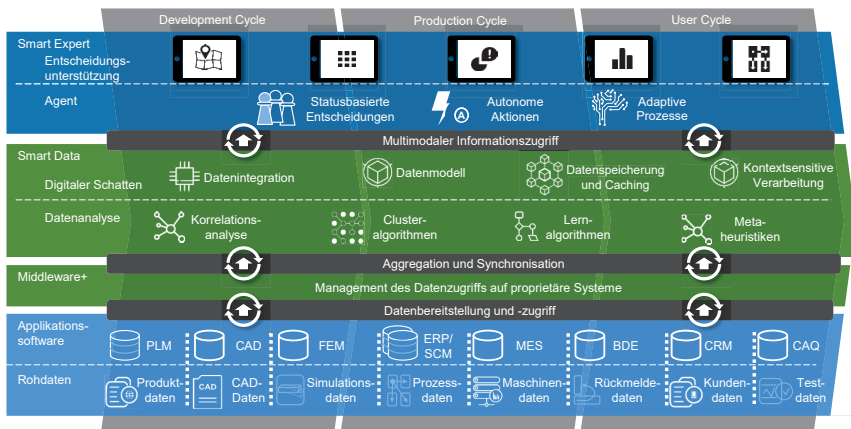 Development Cycle
Production Cycle
User Cycle
Smart Expert
Entscheidungs-
unterstützung
Agent
Statusbasierte
Entscheidungen
A
Autonome
Aktionen
Adaptive
Prozesse
Multimodaler Informationszugriff
Smart Data
Digitaler Schatten
Datenintegration
Datenmodell
Datenspeicherung
und Caching
Kontextsensitive
Verarbeitung
Datenanalyse
Korrelations-
analyse
Cluster-
algorithmen
Lern-
algorithmen
Meta-
heuristiken
Aggregation und Synchronisation
Middleware+
Management des Datenzugriffs auf proprietäre Systeme
Datenbereitstellung und -zugriff
Applikations-
software
PLM
CAD
FEM
ERP/
SCM
MES
BDE
CRM
CAQ
Rohdaten
Produkt-
daten
CAD
CAD-
Daten
Simulations-
daten
Prozess-
daten
Maschinen-
daten
Rückmelde-
daten
Kunden-
daten
Test-
daten